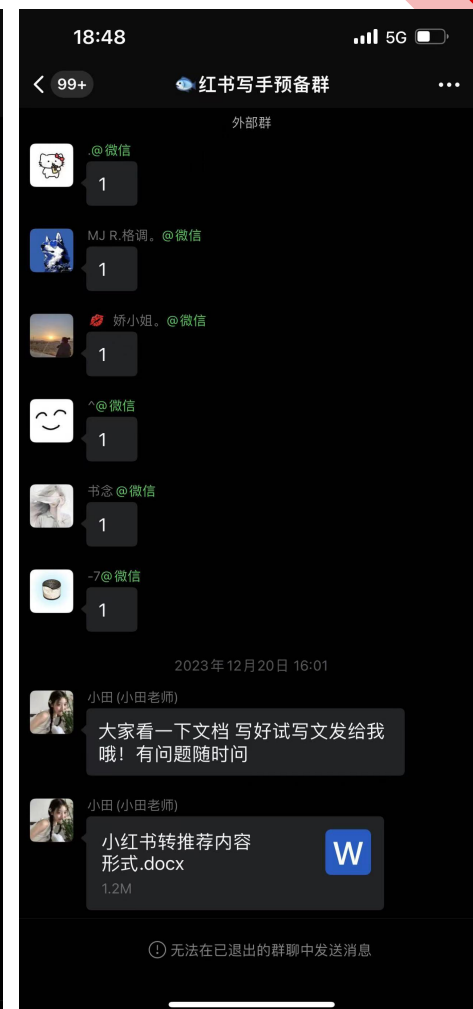 18:48
5G
99+
🐟红书写手预备群
外部群
.@微信
1
MJ R.格调。@微信
1
💋 娇小姐。@微信
1
^@微信
1
书念@微信
1
-7@微信
1
2023年12月20日 16:01
小田(小田老师)
大家看一下文档 写好试写文发给我
哦！有问题随时问
小田(小田老师)
小红书转推荐内容
形式.docx
W
1.2M
无法在已退出的群聊中发送消息